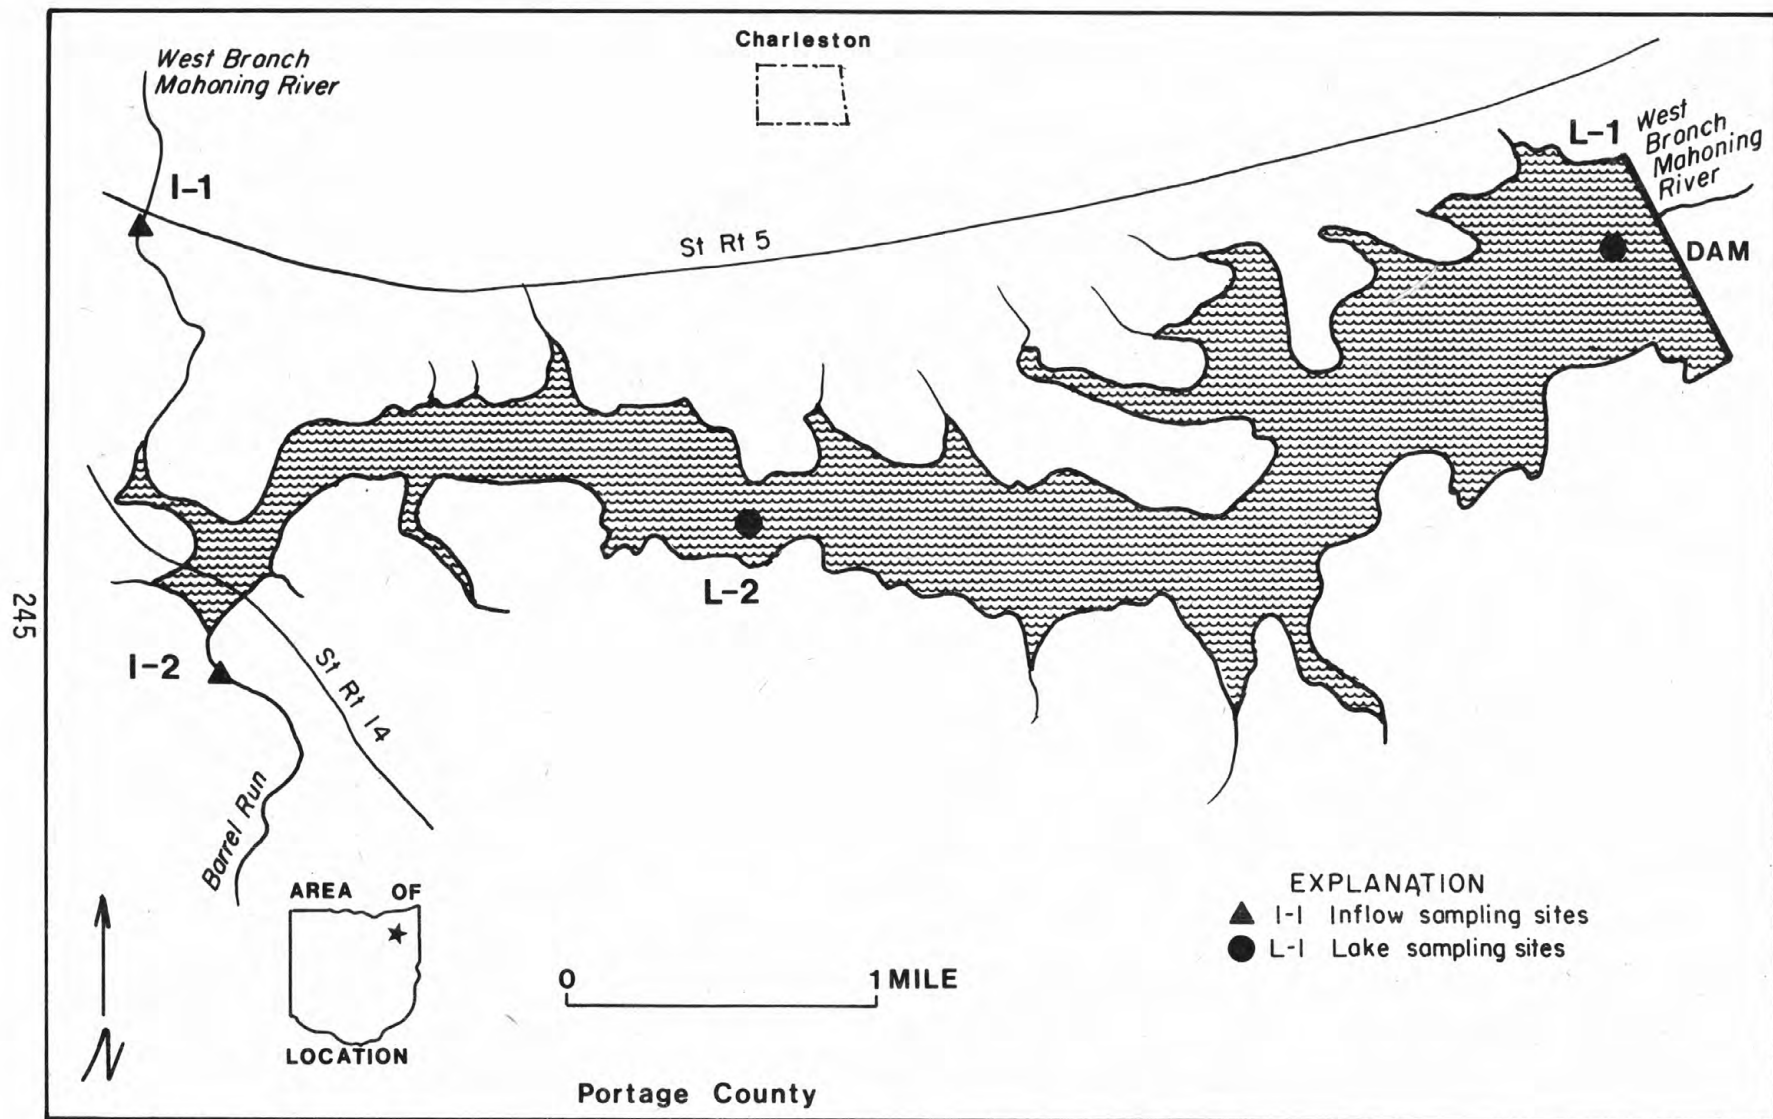 Charleston
West Branch
Mahoning River
I-1
L-1
West
Branch
Mahoning
River
St Rt 5
DAM
L-2
I-2
St Rt 14
Barrel Run
245
AREA OF
LOCATION
N
0 1 MILE
EXPLANATION
I-1 Inflow sampling sites
L-1 Lake sampling sites
Portage County